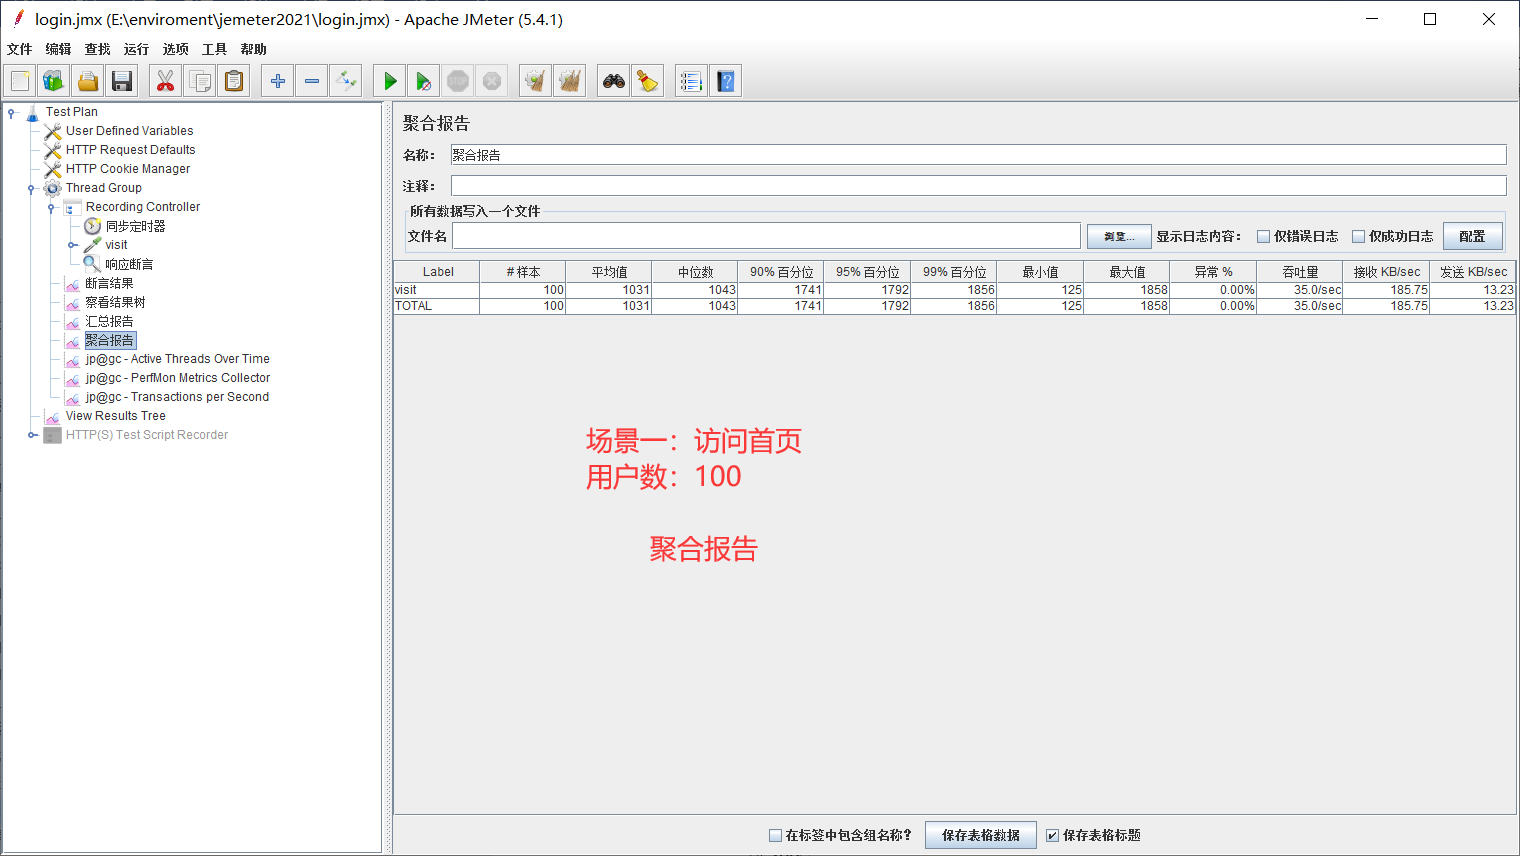 login.jmx (E:\enviroment\jemeter2021\login.jmx) - Apache JMeter (5.4.1)
文件 编辑 查找 运行 选项 工具 帮助
STOP
Test Plan
User Defined Variables
HTTP Request Defaults
HTTP Cookie Manager
Thread Group
Recording Controller
同步定时器
visit
响应断言
断言结果
察看结果树
汇总报告
聚合报告
jp@gc - Active Threads Over Time
jp@gc - PerfMon Metrics Collector
jp@gc - Transactions per Second
View Results Tree
HTTP(S) Test Script Recorder
聚合报告
名称： 聚合报告
注释：
所有数据写入一个文件
文件名 浏览... 显示日志内容： 仅错误日志 仅成功日志 配置
Label # 样本 平均值 中位数 90% 百分位 95% 百分位 99% 百分位 最小值 最大值 异常 % 吞吐量 接收 KB/sec 发送 KB/sec
visit 100 1031 1043 1741 1792 1856 125 1858 0.00% 35.0/sec 185.75 13.23
TOTAL 100 1031 1043 1741 1792 1856 125 1858 0.00% 35.0/sec 185.75 13.23
场景一：访问首页
用户数：100
聚合报告
在标签中包含组名称? 保存表格数据 保存表格标题